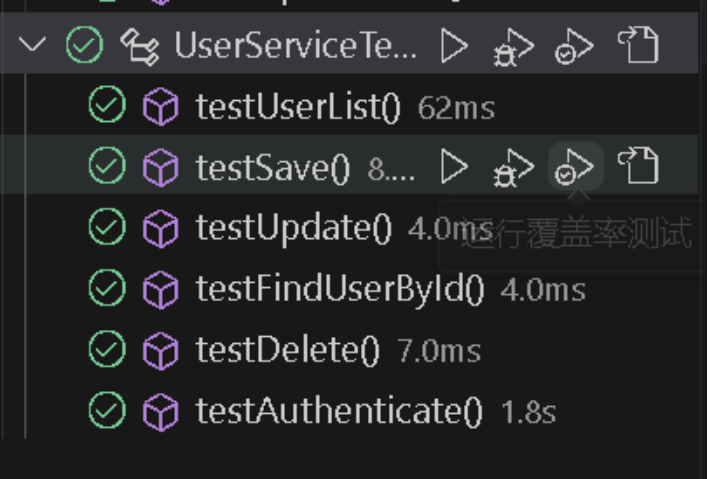 UserServiceTe...
testUserList() 62ms
testSave() 8....
testUpdate() 4.0ms
运行覆盖率测试
testFindUserById() 4.0ms
testDelete() 7.0ms
testAuthenticate() 1.8s